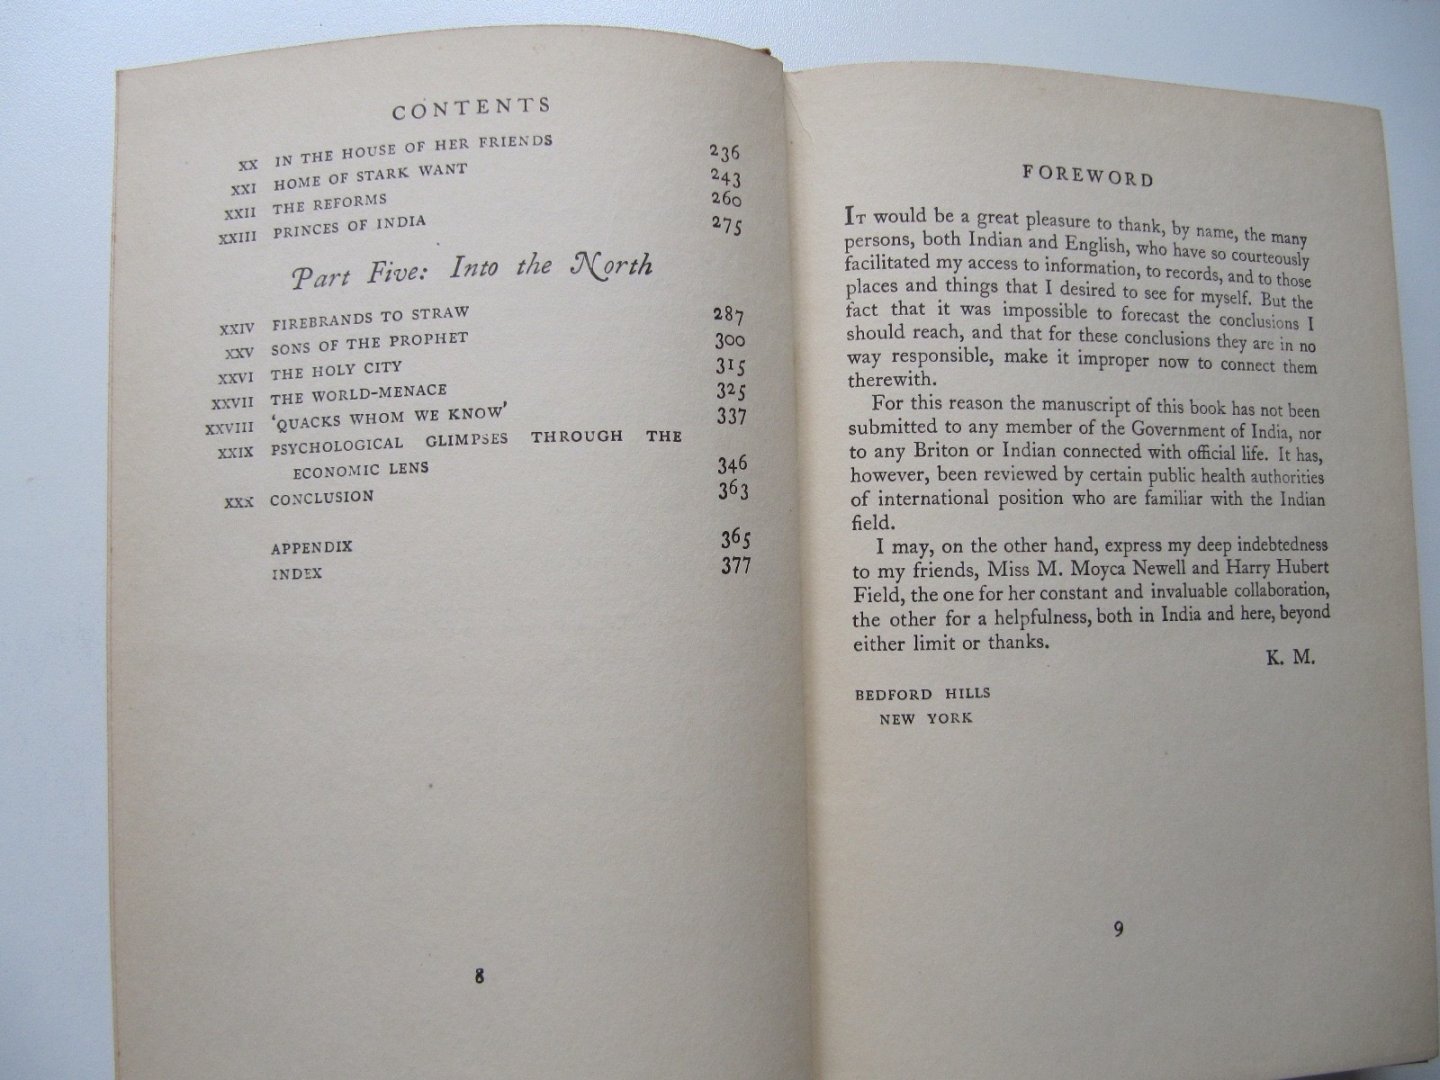 CONTENTS
XX IN THE HOUSE OF HER FRIENDS 236
XXI HOME OF STARK WANT 243
XXII THE REFORMS 260
XXIII PRINCES OF INDIA 275
Part Five: Into the North
XXIV FIREBRANDS TO STRAW 287
XXV SONS OF THE PROPHET 300
XXVI THE HOLY CITY 315
XXVII THE WORLD-MENACE 325
XXVIII 'QUACKS WHOM WE KNOW' 337
XXIX PSYCHOLOGICAL GLIMPSES THROUGH THE
ECONOMIC LENS 346
XXX CONCLUSION 363
APPENDIX 365
INDEX 377
8
FOREWORD
IT would be a great pleasure to thank, by name, the many
persons, both Indian and English, who have so courteously
facilitated my access to information, to records, and to those
places and things that I desired to see for myself. But the
fact that it was impossible to forecast the conclusions I
should reach, and that for these conclusions they are in no
way responsible, make it improper now to connect them
therewith.
For this reason the manuscript of this book has not been
submitted to any member of the Government of India, nor
to any Briton or Indian connected with official life. It has,
however, been reviewed by certain public health authorities
of international position who are familiar with the Indian
field.
I may, on the other hand, express my deep indebtedness
to my friends, Miss M. Moyca Newell and Harry Hubert
Field, the one for her constant and invaluable collaboration,
the other for a helpfulness, both in India and here, beyond
either limit or thanks.
K. M.
BEDFORD HILLS
NEW YORK
9